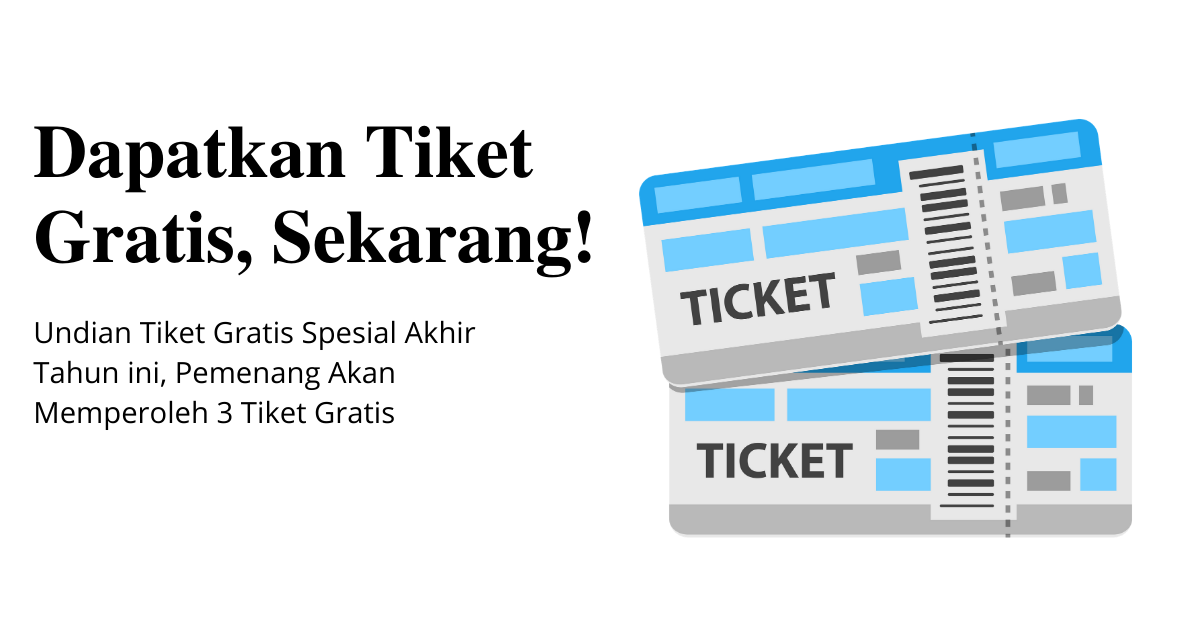 Dapatkan Tiket
Gratis, Sekarang!
Undian Tiket Gratis Spesial Akhir
Tahun ini, Pemenang Akan
Memperoleh 3 Tiket Gratis
TICKET
TICKET